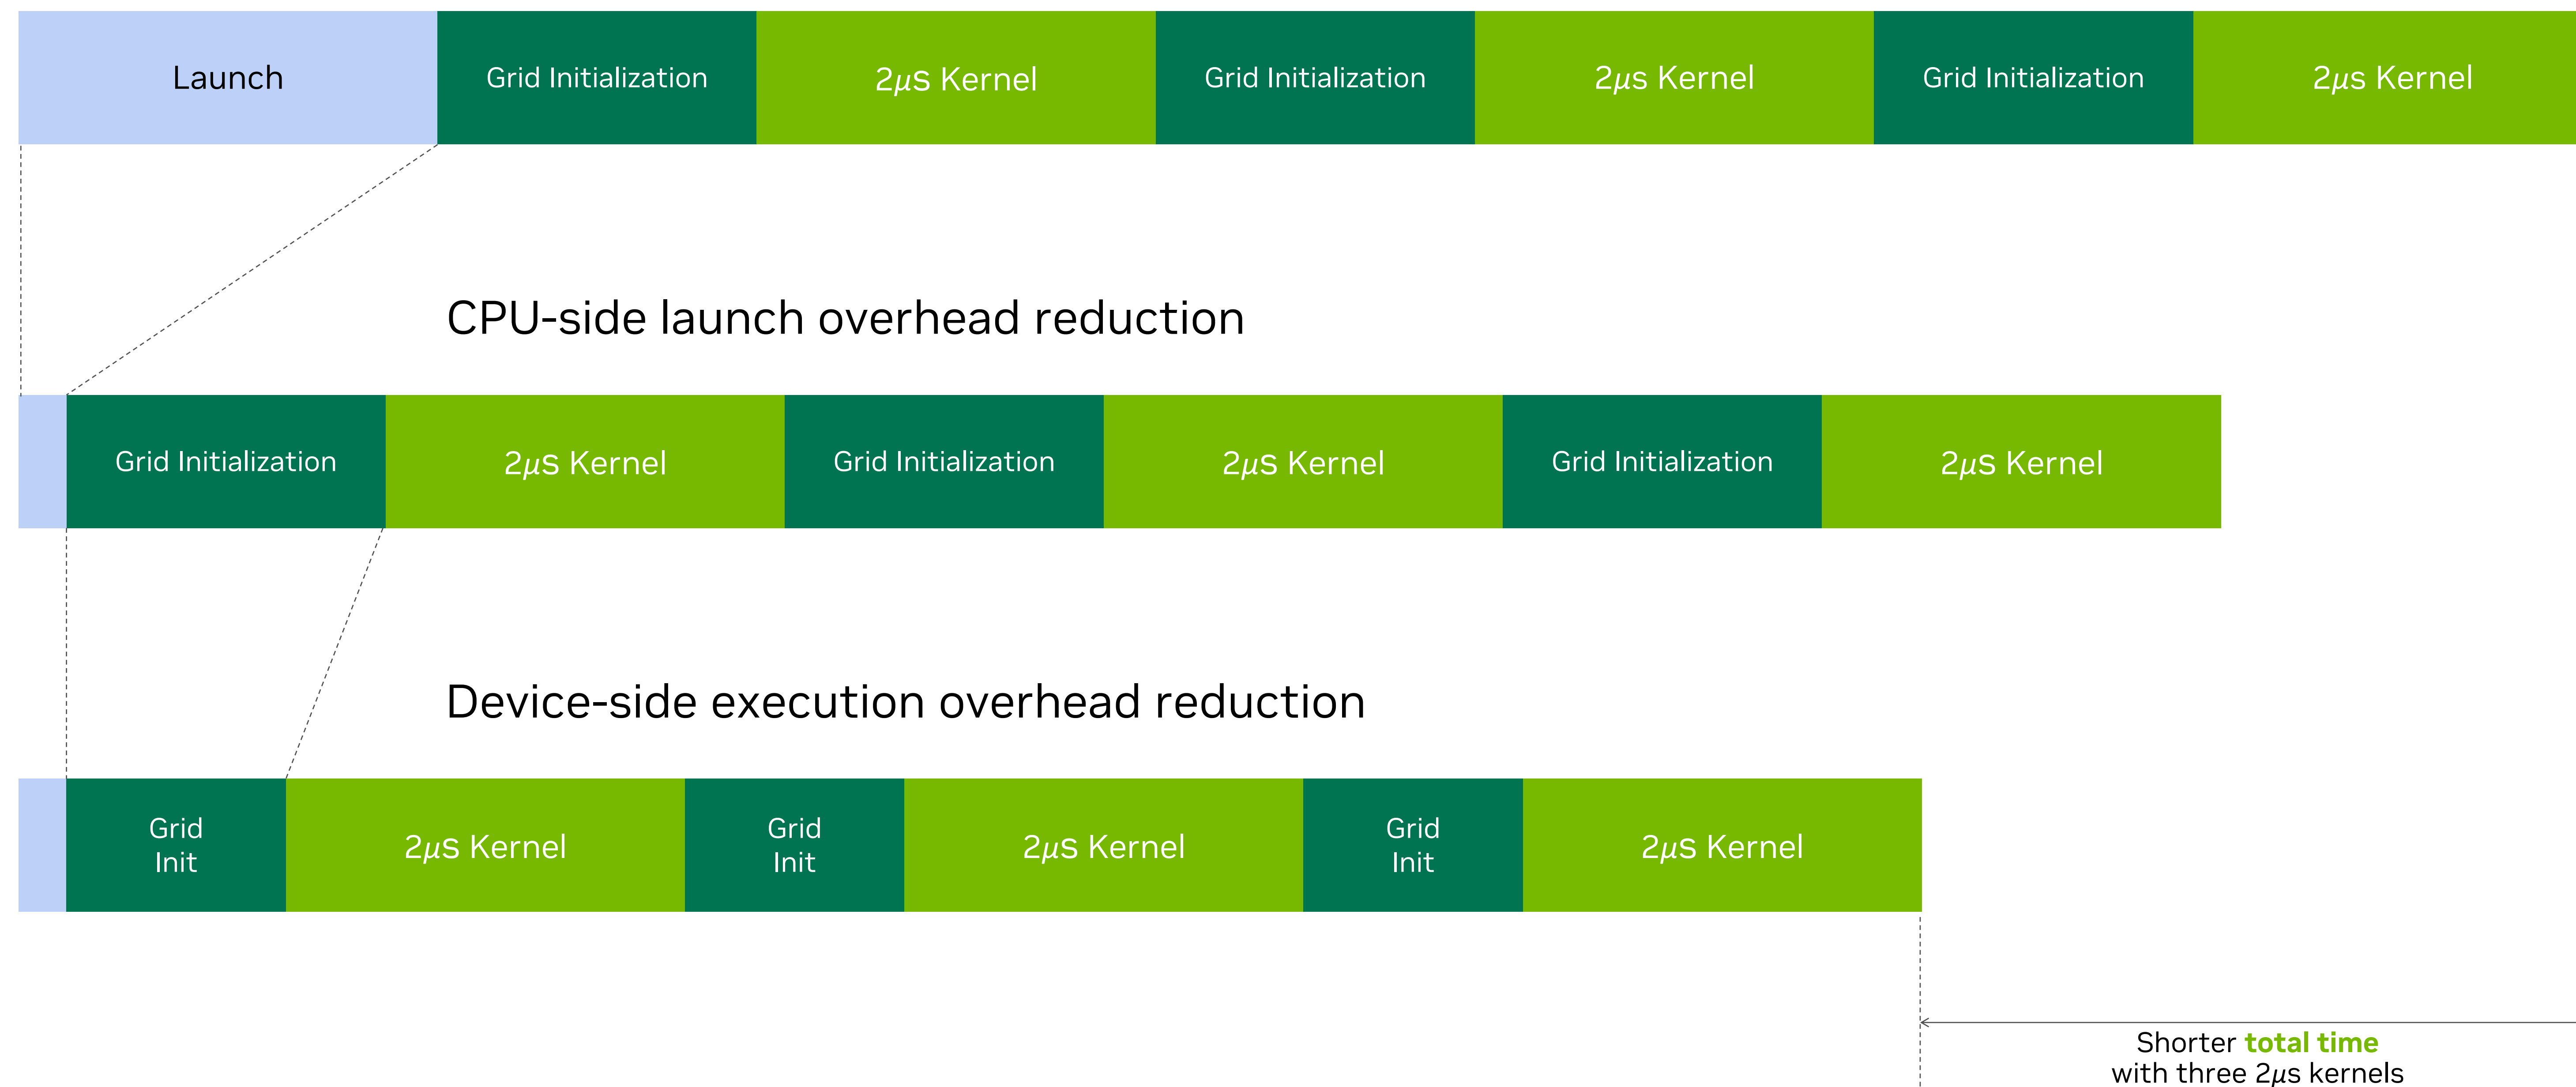 Launch
Grid Initialization
2μs Kernel
Grid Initialization
2μs Kernel
Grid Initialization
2μs Kernel
CPU-side launch overhead reduction
Grid Initialization
2μs Kernel
Grid Initialization
2μs Kernel
Grid Initialization
2μs Kernel
Device-side execution overhead reduction
Grid
Init
2μs Kernel
Grid
Init
2μs Kernel
Grid
Init
2μs Kernel
Shorter total time
with three 2μs kernels